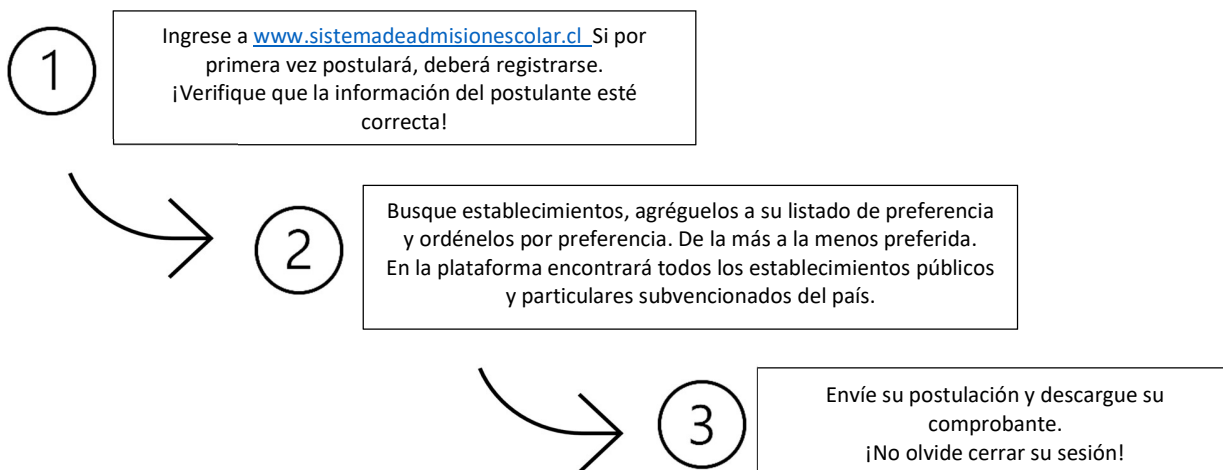 1
Ingrese a www.sistemadeadmisionescolar.cl Si por
primera vez postulará, deberá registrarse.
¡Verifique que la información del postulante esté
correcta!
2
Busque establecimientos, agréguelos a su listado de preferencia
y ordénelos por preferencia. De la más a la menos preferida.
En la plataforma encontrará todos los establecimientos públicos
y particulares subvencionados del país.
3
Envíe su postulación y descargue su
comprobante.
¡No olvide cerrar su sesión!